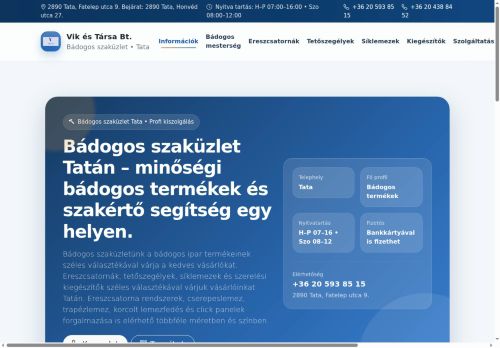 2890 Tata, Fatelep utca 9. Bejárat: 2890 Tata, Honvéd utca 27.
Nyitva tartás: H–P 07:00–16:00 • Szo 08:00–12:00
+36 20 593 85 15
+36 20 438 84 52
Vik és Társa Bt.
Bádogos szaküzlet • Tata
Információk
Bádogos mesterség
Ereszcsatornák
Tetőszegélyek
Síklemezek
Kiegészítők
Szolgáltatás
Bádogos szaküzlet Tata • Profi kiszolgálás
Bádogos szaküzlet
Tatán – minőségi
bádogos termékek és
szakértő segítség egy
helyen.
Bádogos szaküzletünk a bádogos ipar termékeinek
széles választékával várja a kedves vásárlókat.
Ereszcsatornák, tetőszegélyek, síklemezek és szerelési
kiegészítők széles választékával várjuk vásárlóinkat
Tatán. Ereszcsatorna rendszerek, cserepeslemez,
trapézlemez, korcolt lemezfedés és click panelek
forgalmazása is elérhető többféle méretben és színben.
Telephely
Tata
Fő profil
Bádogos termékek
Nyitvatartás
H–P 07–16 •
Szo 08–12
Fizetés
Bankkártyával is fizethet
Elérhetőség
+36 20 593 85 15
2890 Tata, Fatelep utca 9.